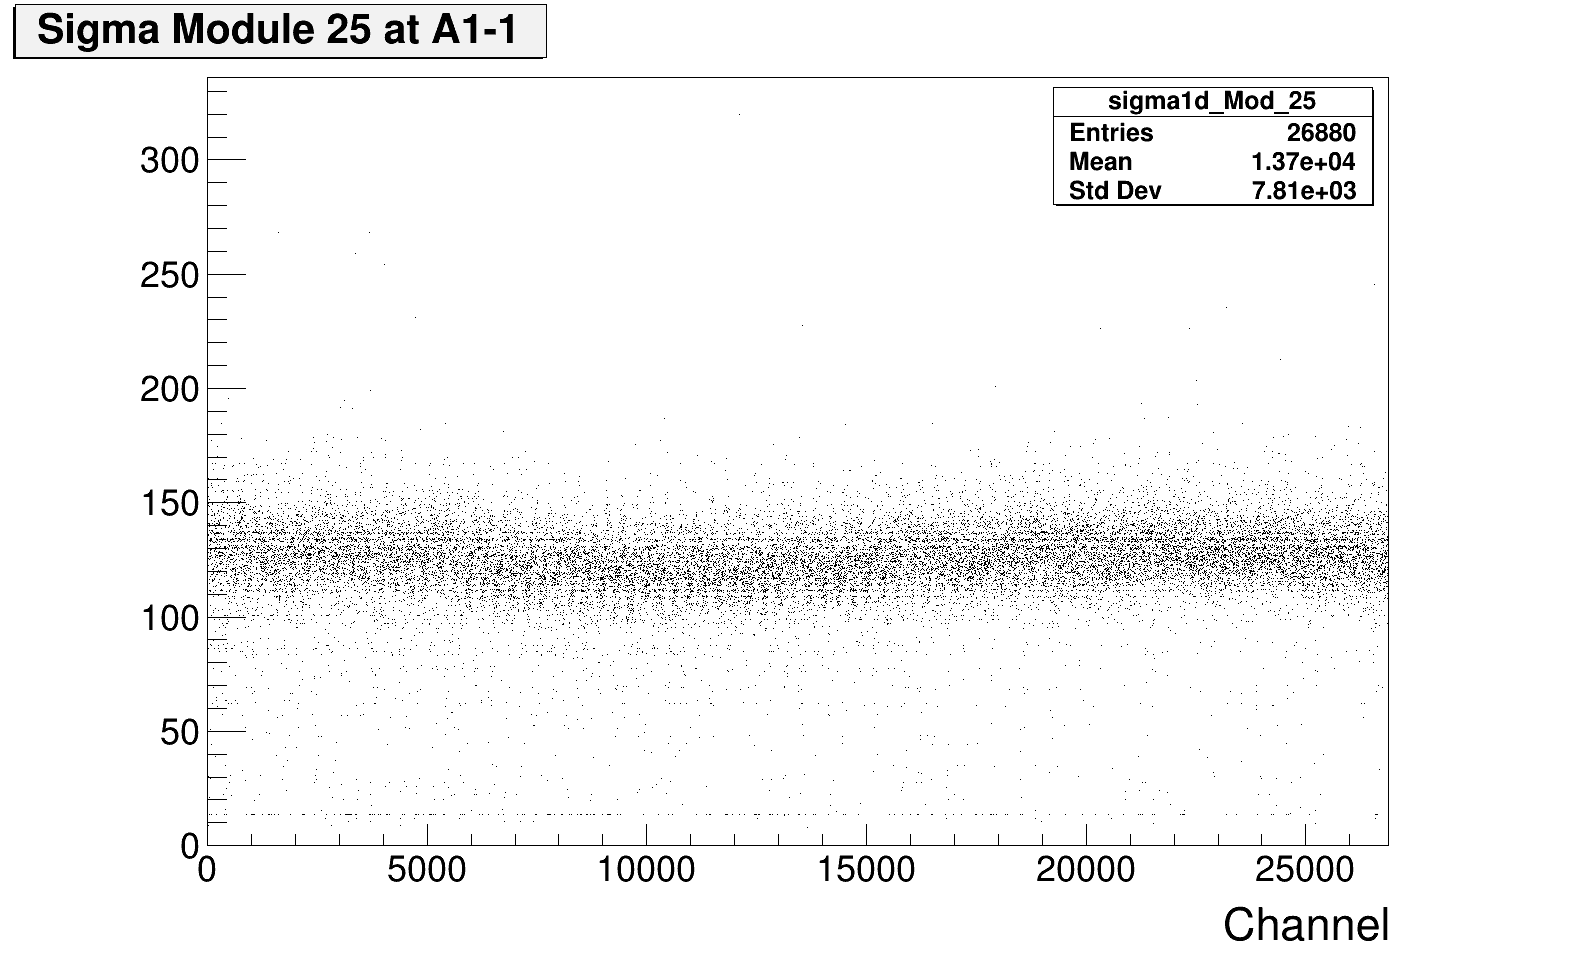 Sigma Module 25 at A1-1
sigma1d_Mod_25
Entries 26880
Mean 1.37e+04
Std Dev 7.81e+03
300
250
200
150
100
50
0
0 5000 10000 15000 20000 25000
Channel